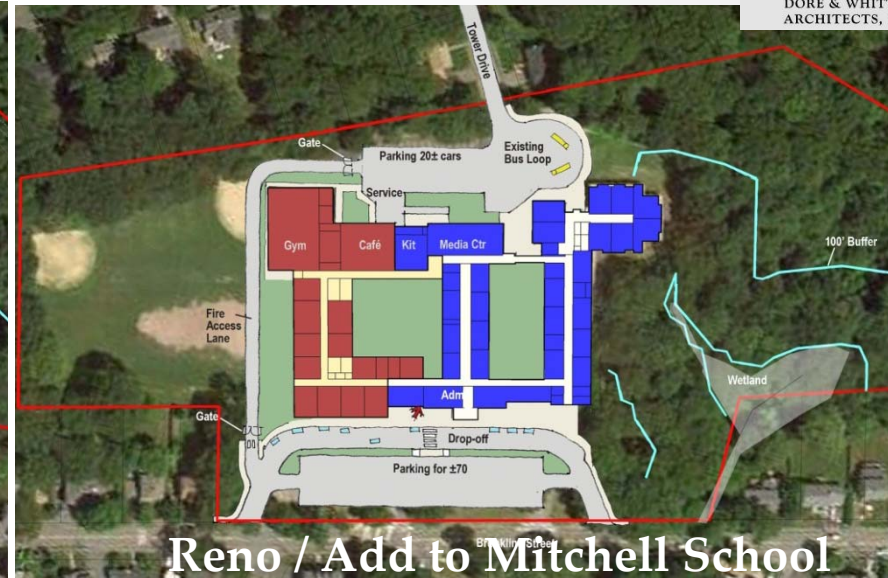 DORE & WHIT
ARCHITECTS,
Tower Drive
Gate
Parking 20± cars
Existing
Bus Loop
Service
Gym
Café
Kit
Media Ctr
100' Buffer
Fire
Access
Lane
Wetland
Adm
Gate
Drop-off
Parking for ±70
Street
Reno / Add to Mitchell School